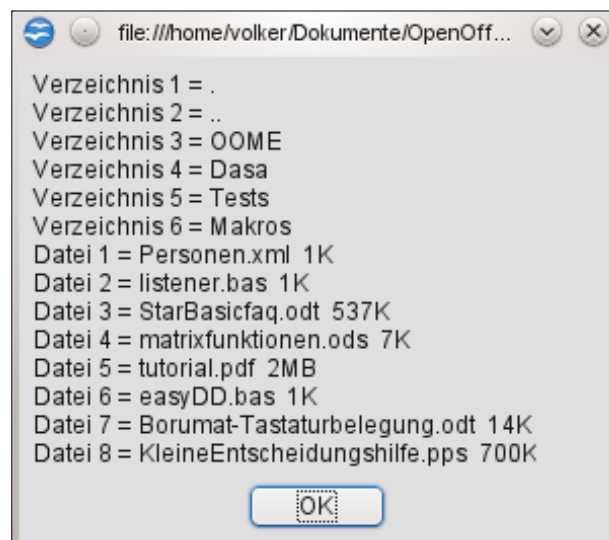 file:///home/volker/Dokumente/OpenOff...
Verzeichnis 1 = .
Verzeichnis 2 = ..
Verzeichnis 3 = OOME
Verzeichnis 4 = Dasa
Verzeichnis 5 = Tests
Verzeichnis 6 = Makros
Datei 1 = Personen.xml 1K
Datei 2 = listener.bas 1K
Datei 3 = StarBasicfaq.odt 537K
Datei 4 = matrixfunktionen.ods 7K
Datei 5 = tutorial.pdf 2MB
Datei 6 = easyDD.bas 1K
Datei 7 = Borumat-Tastaturbelegung.odt 14K
Datei 8 = KleineEntscheidungshilfe.pps 700K
OK